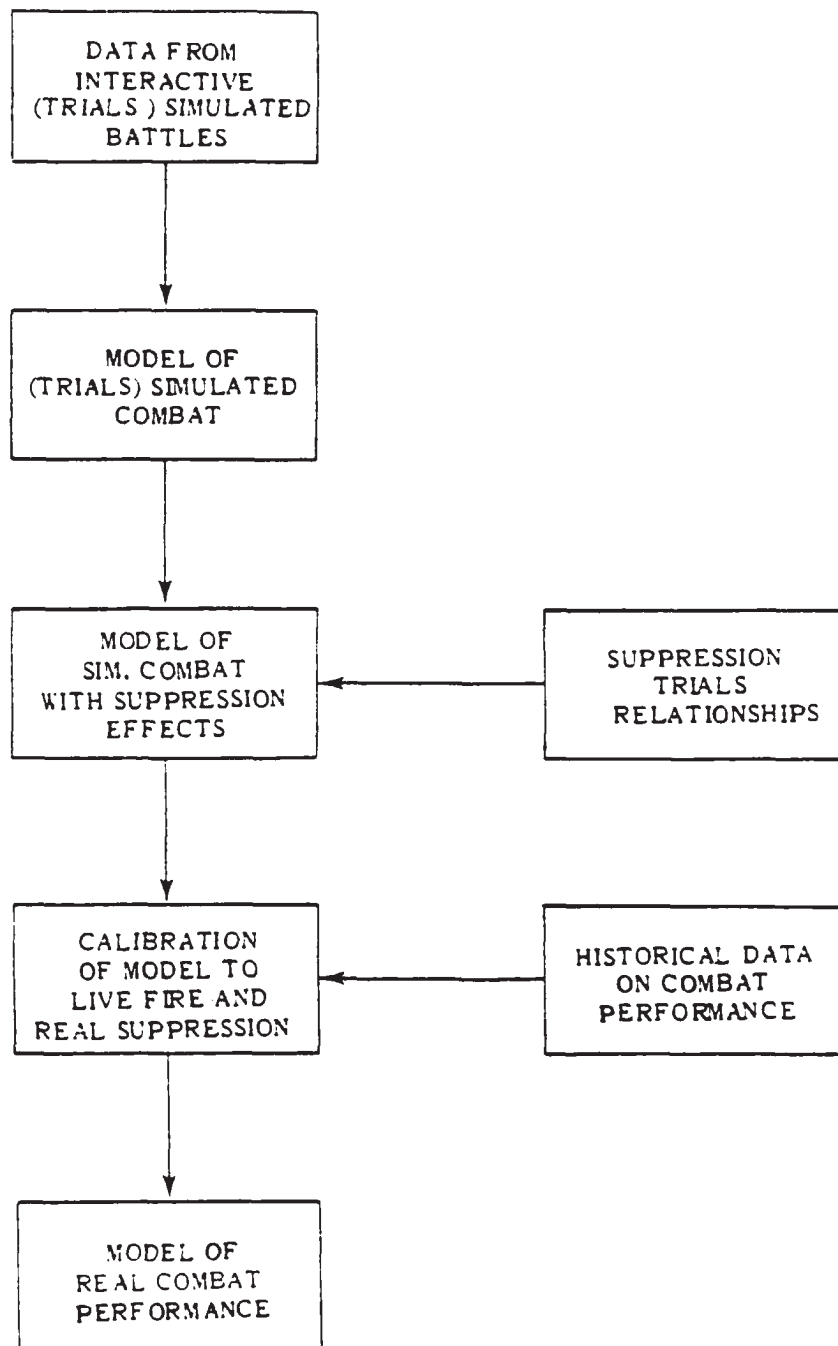 DATA FROM
INTERACTIVE
(TRIALS ) SIMULATED
BATTLES
MODEL OF
(TRIALS) SIMULATED
COMBAT
MODEL OF
SIM. COMBAT
WITH SUPPRESSION
EFFECTS
SUPPRESSION
TRIALS
RELATIONSHIPS
CALIBRATION
OF MODEL TO
LIVE FIRE AND
REAL SUPPRESSION
HISTORICAL DATA
ON COMBAT
PERFORMANCE
MODEL OF
REAL COMBAT
PERFORMANCE